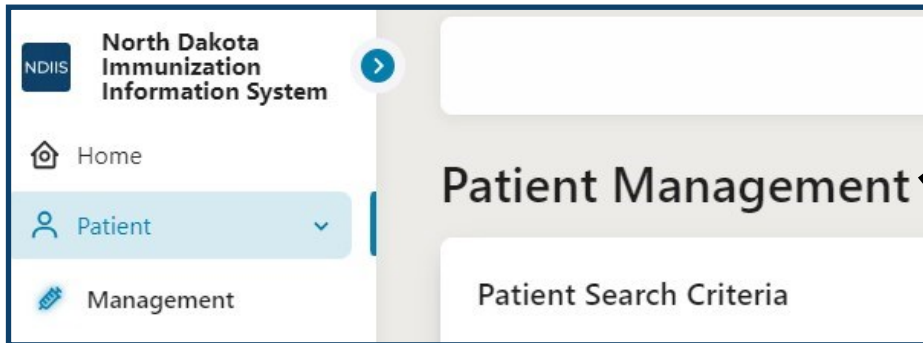 NDIIS
North Dakota
Immunization
Information System
Home
Patient
Management
Patient Management
Patient Search Criteria